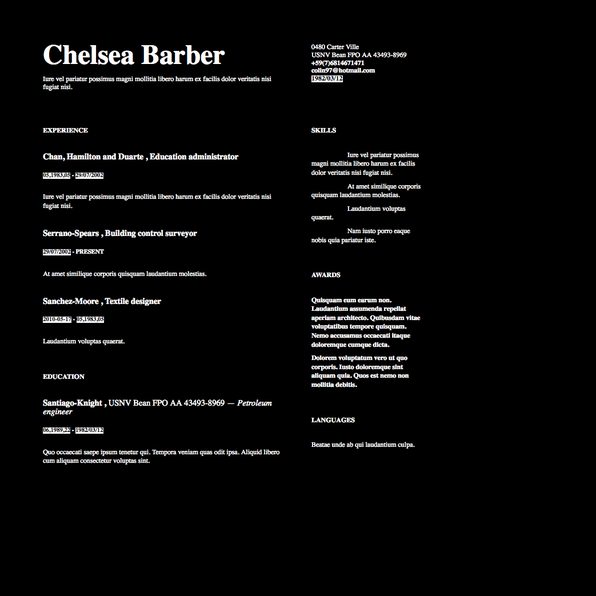 Chelsea Barber
Iure vel pariatur possimus magni mollitia libero harum ex facilis dolor veritatis nisi
fugiat nisi.
0480 Carter Ville
USNV Bean FPO AA 43493-8969
+59(7)6814671471
colin97@hotmail.com
1982/03/12
EXPERIENCE
Chan, Hamilton and Duarte , Education administrator
05.1983.05 - 29/07/2002
Iure vel pariatur possimus magni mollitia libero harum ex facilis dolor veritatis nisi
fugiat nisi.
Serrano-Spears , Building control surveyor
29/07/2002 - PRESENT
At amet similique corporis quisquam laudantium molestias.
Sanchez-Moore , Textile designer
2010-05-17 - 05.1983.05
Laudantium voluptas quaerat.
EDUCATION
Santiago-Knight , USNV Bean FPO AA 43493-8969 — Petroleum
engineer
06.1989.22 - 1982/03/12
Quo occaecati saepe ipsum tenetur qui. Tempora veniam quas odit ipsa. Aliquid libero
cum aliquam consectetur voluptas sint.
SKILLS
Iure vel pariatur possimus
magni mollitia libero harum ex facilis
dolor veritatis nisi fugiat nisi.
At amet similique corporis
quisquam laudantium molestias.
Laudantium voluptas
quaerat.
Nam iusto porro eaque
nobis quia pariatur iste.
AWARDS
Quisquam eum earum non.
Laudantium assumenda repellat
aperiam architecto. Quibusdam vitae
voluptatibus tempore quisquam.
Nemo accusamus occaecati itaque
doloremque cumque dicta.
Dolorem voluptatum vero ut quo
corporis. Iusto doloremque sint
aliquam quia. Quos est nemo non
mollitia debitis.
LANGUAGES
Beatae unde ab qui laudantium culpa.